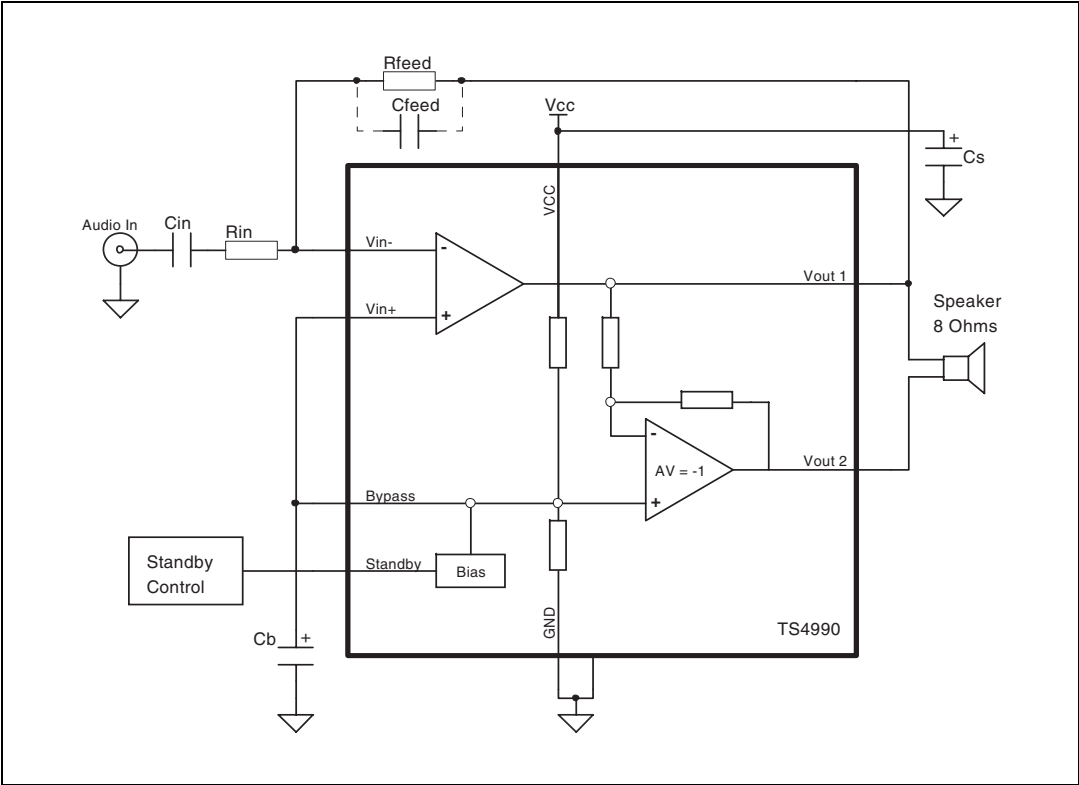 Rfeed
Cfeed
Vcc
+
Cs
VCC
Audio In
Cin
Rin
Vin-
-
Vout 1
Vin+
+
Speaker
8 Ohms
-
AV = -1
Vout 2
Bypass
+
Standby
Control
Standby
Bias
GND
TS4990
Cb
+